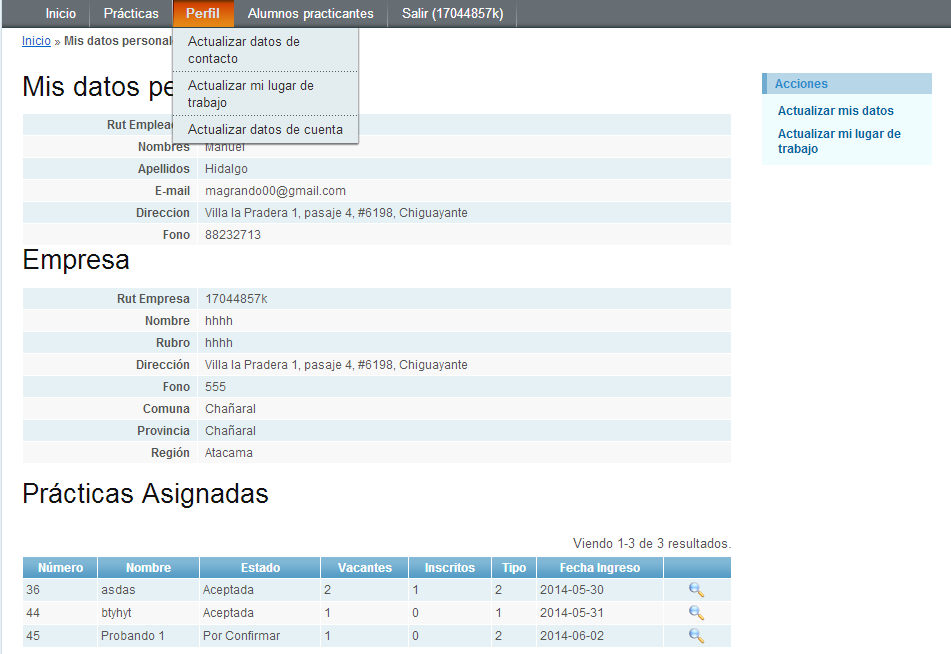 Inicio Prácticas Perfil Alumnos practicantes Salir (17044857k)
Inicio » Mis datos personal
Actualizar datos de
contacto
Actualizar mi lugar de
trabajo
Actualizar datos de cuenta
Mis datos pe
Rut Emplea
Nombres Manuel
Apellidos Hidalgo
E-mail magrando00@gmail.com
Direccion Villa la Pradera 1, pasaje 4, #6198, Chiguayante
Fono 88232713
Acciones
Actualizar mis datos
Actualizar mi lugar de
trabajo
Empresa
Rut Empresa 17044857k
Nombre hhhh
Rubro hhhh
Dirección Villa la Pradera 1, pasaje 4, #6198, Chiguayante
Fono 555
Comuna Chañaral
Provincia Chañaral
Región Atacama
Prácticas Asignadas
Viendo 1-3 de 3 resultados.
Número Nombre Estado Vacantes Inscritos Tipo Fecha Ingreso
36 asdas Aceptada 2 1 2 2014-05-30
44 btyhyt Aceptada 1 0 1 2014-05-31
45 Probando 1 Por Confirmar 1 0 2 2014-06-02